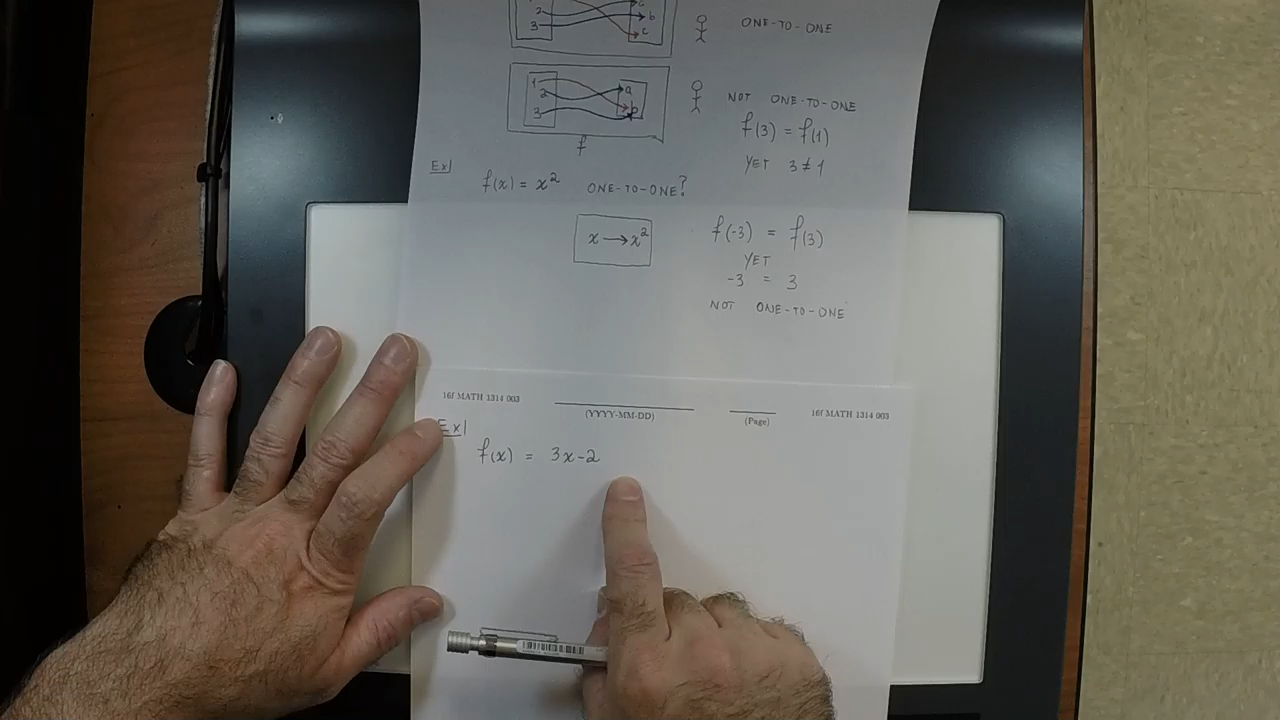 2
3
a
b
c
ONE-TO-ONE
1
2
3
a
b
f
NOT ONE-TO-ONE
f(3) = f(1)
YET 3 ≠ 1
Ex|
f(x) = x² ONE-TO-ONE?
x → x²
f(-3) = f(3)
YET
-3 = 3
NOT ONE-TO-ONE
16f MATH 1314 003
(YYYY-MM-DD)
(Page)
16f MATH 1314 003
Ex|
f(x) = 3x-2